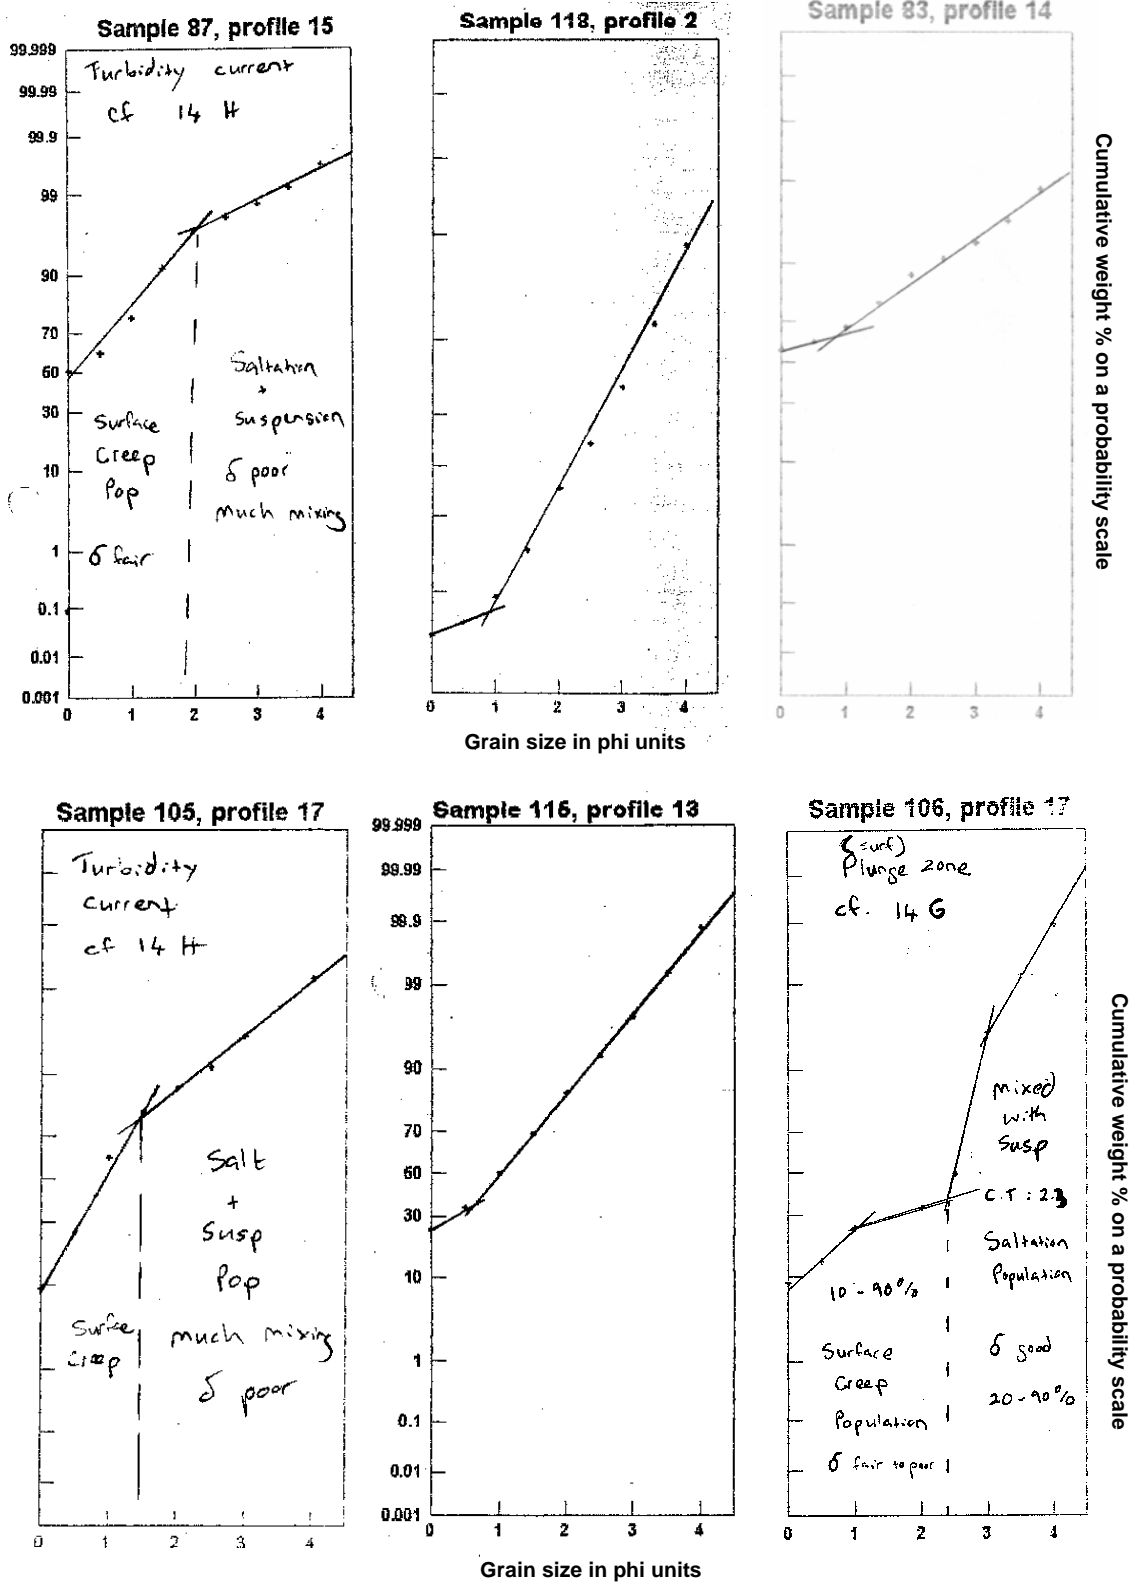 Sample 87, profile 15
99.999
99.99
99.9
99
90
70
50
30
10
1
0.1
0.01
0.001
0 1 2 3 4
Turbidity current
cf 14 H
Surface
Creep
Pop
δ fair
Saltation
+
Suspension
δ poor
much mixing
Sample 118, profile 2
0 1 2 3 4
Grain size in phi units
Sample 83, profile 14
0 1 2 3 4
Cumulative weight % on a probability scale
Sample 105, profile 17
Turbidity
Current
cf 14 H
Salt
+
Susp
Pop
Surface
Creep
much mixing
δ poor
0 1 2 3 4
Sample 115, profile 13
99.999
99.99
99.9
99
90
70
50
30
10
1
0.1
0.01
0.001
0 1 2 3 4
Grain size in phi units
Sample 106, profile 17
(surf)
Plunge zone
cf. 14 G
mixed
with
Susp
C.T : 2.3
Saltation
Population
δ good
20-90%
10-90%
Surface
Creep
Population
δ fair to poor
0 1 2 3 4
Cumulative weight % on a probability scale